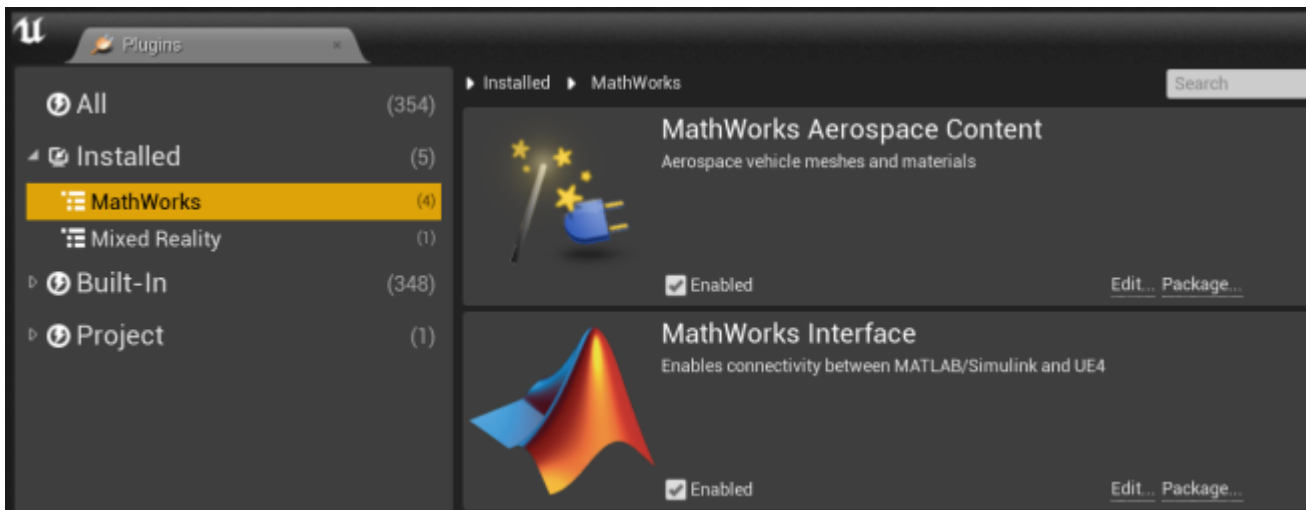 Plugins
All (354)
Installed (5)
MathWorks (4)
Mixed Reality (1)
Built-In (348)
Project (1)
Installed MathWorks
Search
MathWorks Aerospace Content
Aerospace vehicle meshes and materials
Enabled
Edit... Package...
MathWorks Interface
Enables connectivity between MATLAB/Simulink and UE4
Enabled
Edit... Package...